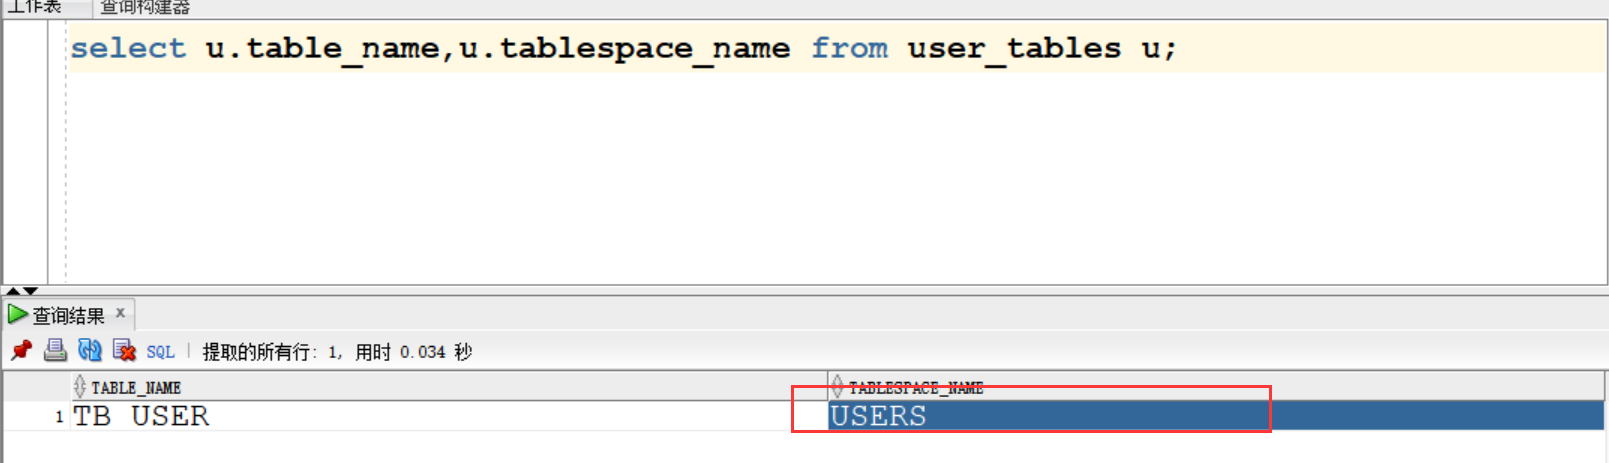 工作表 查询构建器
select u.table_name,u.tablespace_name from user_tables u;
查询结果 x
SQL | 提取的所有行: 1, 用时 0.034 秒
TABLE_NAME TABLESPACE_NAME
1 TB_USER USERS